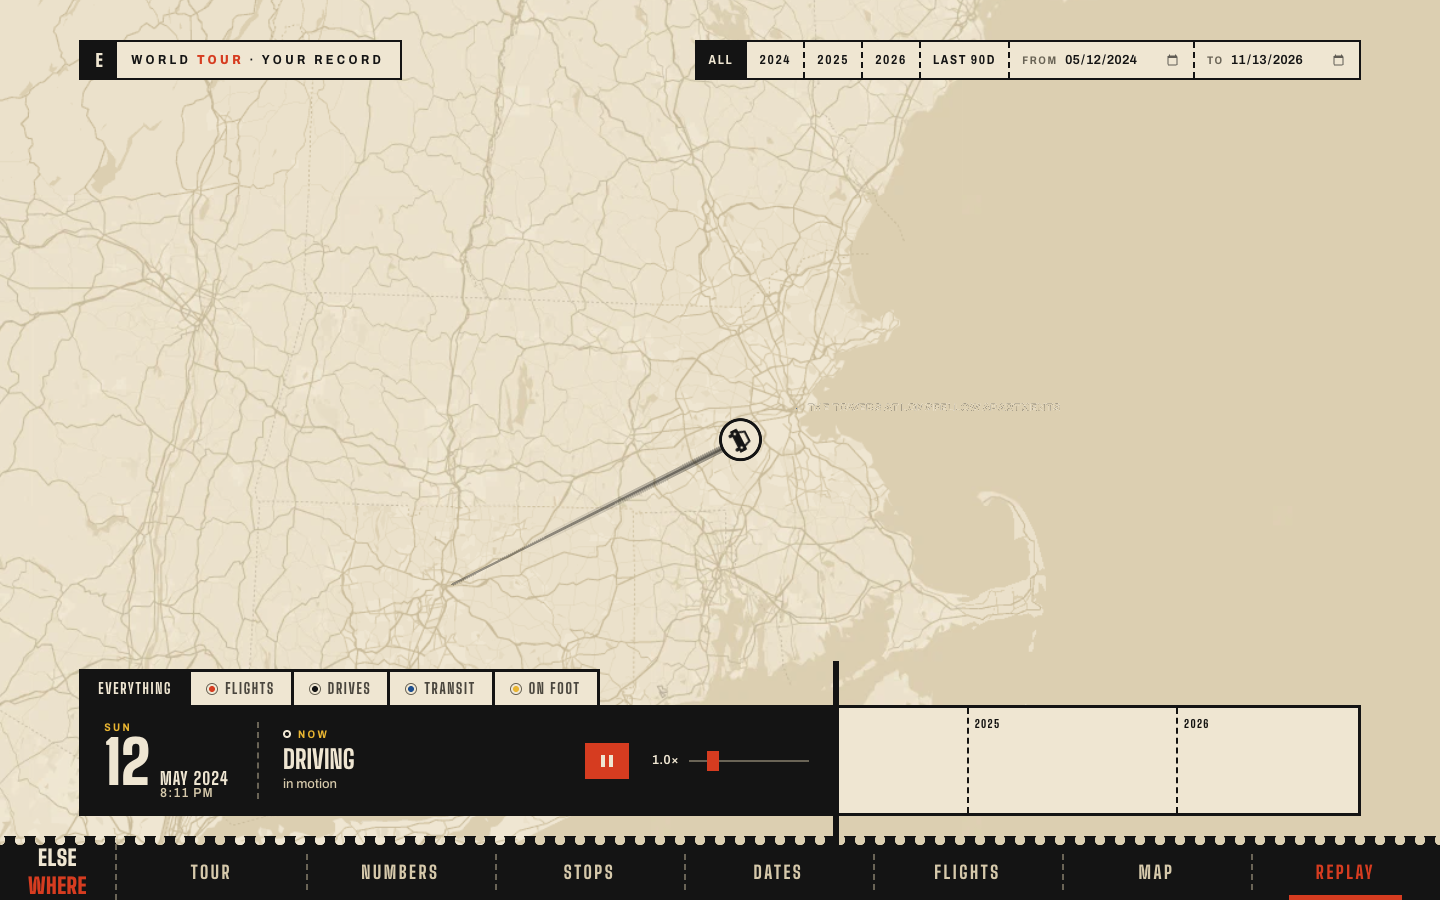 E WORLD TOUR · YOUR RECORD
ALL 2024 2025 2026 LAST 90D FROM 05/12/2024 TO 11/13/2026
EVERYTHING FLIGHTS DRIVES TRANSIT ON FOOT
SUN
12 MAY 2024
8:11 PM
NOW
DRIVING
in motion
1.0×
2025 2026
ELSE
WHERE
TOUR NUMBERS STOPS DATES FLIGHTS MAP REPLAY